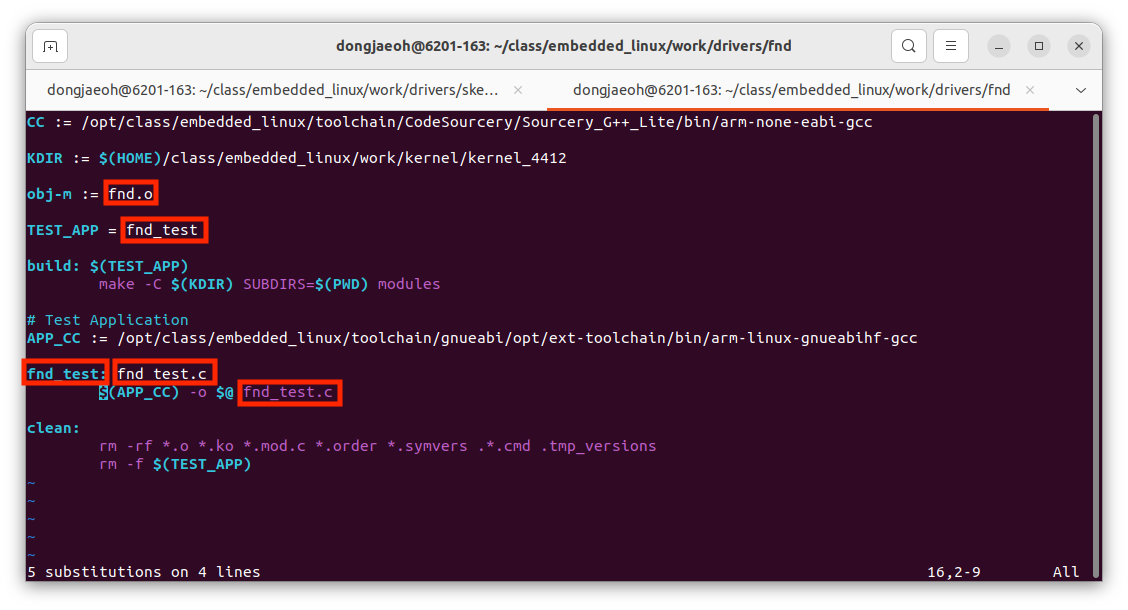 dongjaeoh@6201-163: ~/class/embedded_linux/work/drivers/fnd
dongjaeoh@6201-163: ~/class/embedded_linux/work/drivers/ske... × dongjaeoh@6201-163: ~/class/embedded_linux/work/drivers/fnd ×
CC := /opt/class/embedded_linux/toolchain/CodeSourcery/Sourcery_G++_Lite/bin/arm-none-eabi-gcc
KDIR := $(HOME)/class/embedded_linux/work/kernel/kernel_4412
obj-m := fnd.o
TEST_APP = fnd_test
build: $(TEST_APP)
make -C $(KDIR) SUBDIRS=$(PWD) modules
# Test Application
APP_CC := /opt/class/embedded_linux/toolchain/gnueabi/opt/ext-toolchain/bin/arm-linux-gnueabihf-gcc
fnd_test: fnd_test.c
$(APP_CC) -o $@ fnd_test.c
clean:
rm -rf *.o *.ko *.mod.c *.order *.symvers .*.cmd .tmp_versions
rm -f $(TEST_APP)
~
~
~
~
~
5 substitutions on 4 lines 16,2-9 All